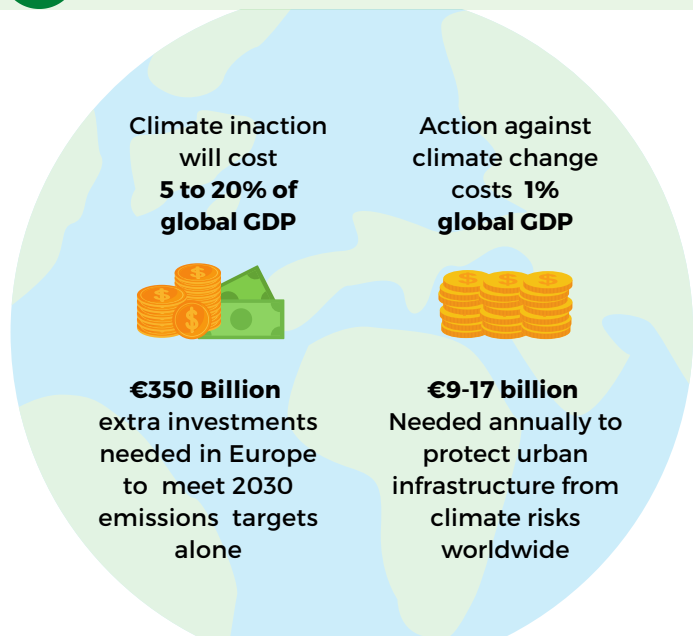 Climate inaction
will cost
5 to 20% of
global GDP
Action against
climate change
costs 1%
global GDP
€350 Billion
extra investments
needed in Europe
to meet 2030
emissions targets
alone
€9-17 billion
Needed annually to
protect urban
infrastructure from
climate risks
worldwide